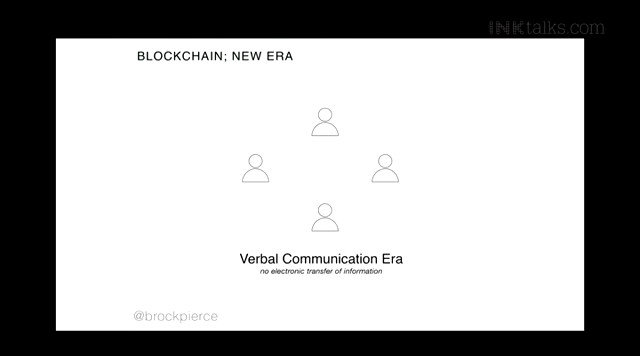 INKtalks.com
BLOCKCHAIN; NEW ERA
Verbal Communication Era
no electronic transfer of information
@brockpierce